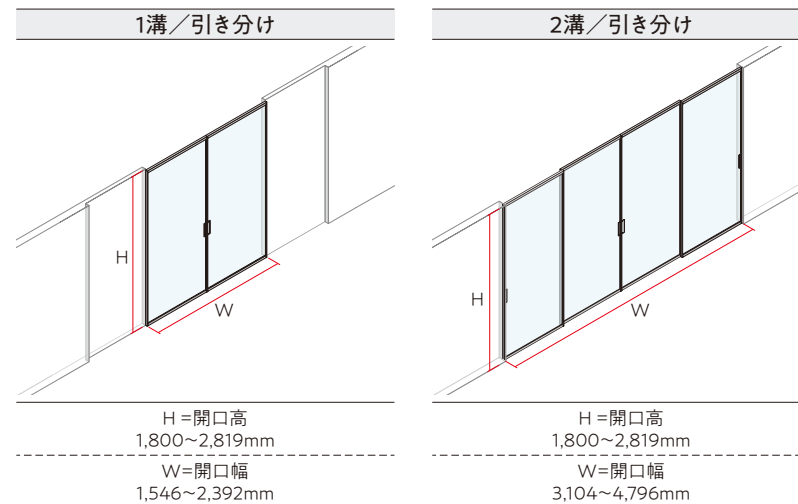 1溝／引き分け
H
W
H =開口高
1,800~2,819mm
W=開口幅
1,546~2,392mm
2溝／引き分け
H
W
H =開口高
1,800~2,819mm
W=開口幅
3,104~4,796mm